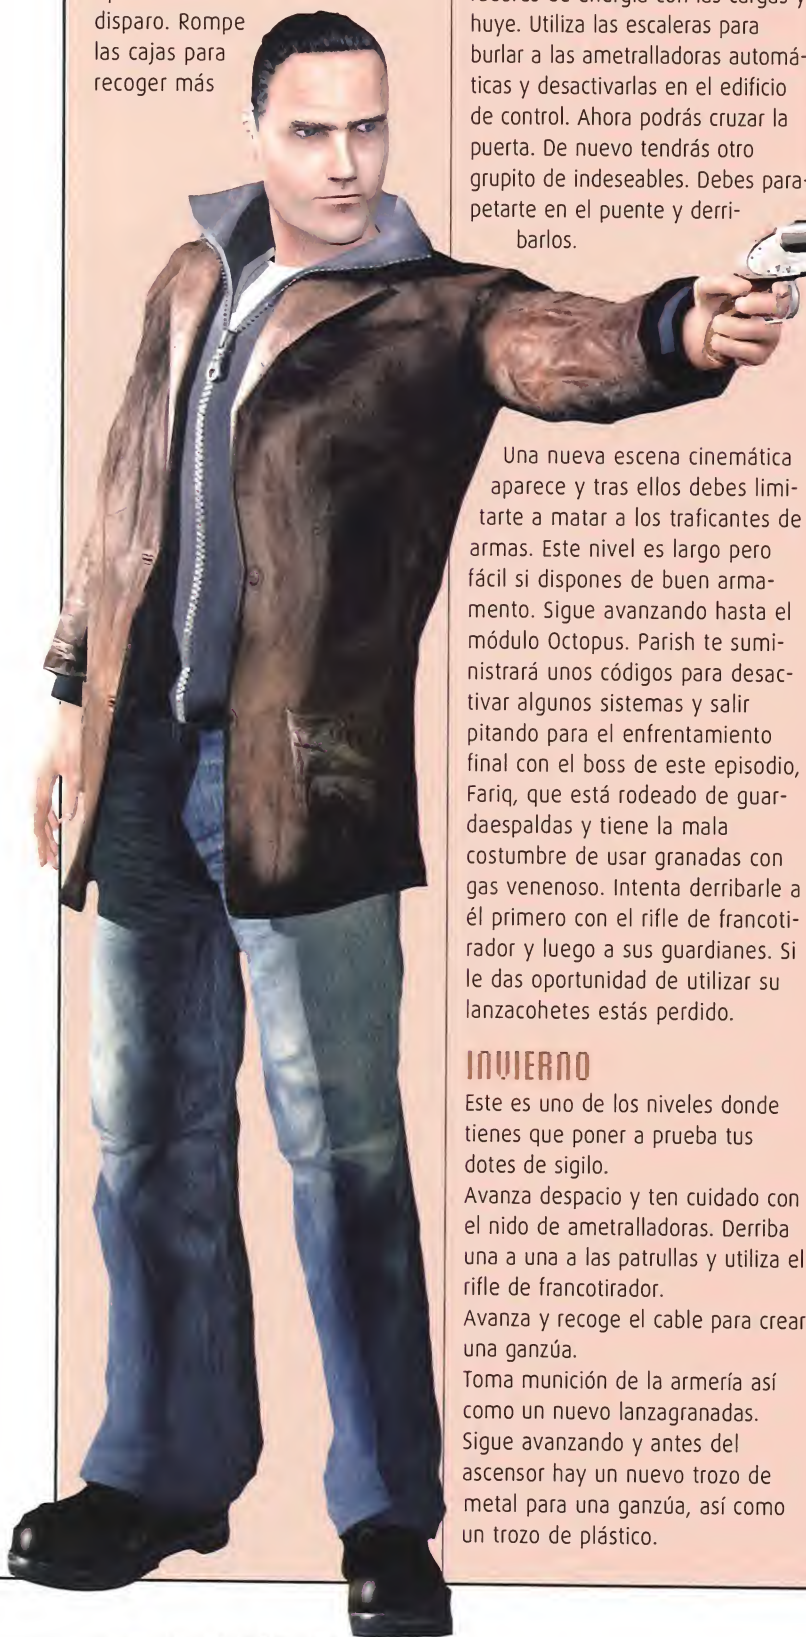 disparo. Rompe
las cajas para
recoger más
huye. Utiliza las escaleras para
burlar a las ametralladoras automá-
ticas y desactivarlas en el edificio
de control. Ahora podrás cruzar la
puerta. De nuevo tendrás otro
grupito de indeseables. Debes para-
petarte en el puente y derri-
barlos.
Una nueva escena cinemática
aparece y tras ellos debes limi-
tarte a matar a los traficantes de
armas. Este nivel es largo pero
fácil si dispones de buen arma-
mento. Sigue avanzando hasta el
módulo Octopus. Parish te sumi-
nistrará unos códigos para desac-
tivar algunos sistemas y salir
pitando para el enfrentamiento
final con el boss de este episodio,
Fariq, que está rodeado de guar-
daespaldas y tiene la mala
costumbre de usar granadas con
gas venenoso. Intenta derribarle a
él primero con el rifle de francoti-
rador y luego a sus guardianes. Si
le das oportunidad de utilizar su
lanzacohetes estás perdido.
INVIERNO
Este es uno de los niveles donde
tienes que poner a prueba tus
dotes de sigilo.
Avanza despacio y ten cuidado con
el nido de ametralladoras. Derriba
una a una a las patrullas y utiliza el
rifle de francotirador.
Avanza y recoge el cable para crear
una ganzúa.
Toma munición de la armería así
como un nuevo lanzagranadas.
Sigue avanzando y antes del
ascensor hay un nuevo trozo de
metal para una ganzúa, así como
un trozo de plástico.